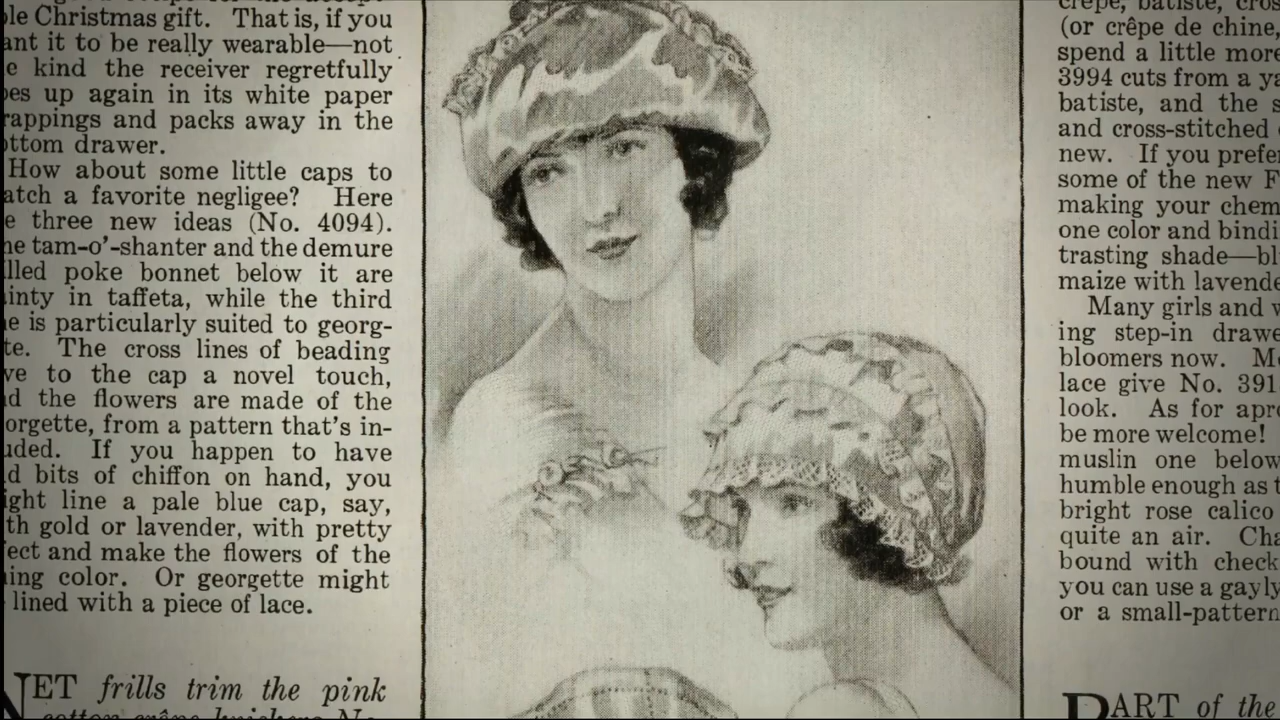 le Christmas gift. That is, if you
ant it to be really wearable—not
e kind the receiver regretfully
es up again in its white paper
rappings and packs away in the
ottom drawer.
How about some little caps to
atch a favorite negligee? Here
e three new ideas (No. 4094).
he tam-o'-shanter and the demure
lled poke bonnet below it are
inty in taffeta, while the third
e is particularly suited to georg-
te. The cross lines of beading
ve to the cap a novel touch,
d the flowers are made of the
orgette, from a pattern that's in-
uded. If you happen to have
d bits of chiffon on hand, you
ight line a pale blue cap, say,
th gold or lavender, with pretty
fect and make the flowers of the
ing color. Or georgette might
lined with a piece of lace.
NET frills trim the pink
cotton crêpe
crêpe, batiste, cros
(or crêpe de chine,
spend a little more
3994 cuts from a ya
batiste, and the s
and cross-stitched
new. If you prefer
some of the new F
making your chem
one color and bindi
trasting shade—bl
maize with lavende
Many girls and w
ing step-in drawe
bloomers now. Mo
lace give No. 391
look. As for apro
be more welcome!
muslin one below
humble enough as t
bright rose calico
quite an air. Cha
bound with check
you can use a gayly
or a small-pattern
PART of the